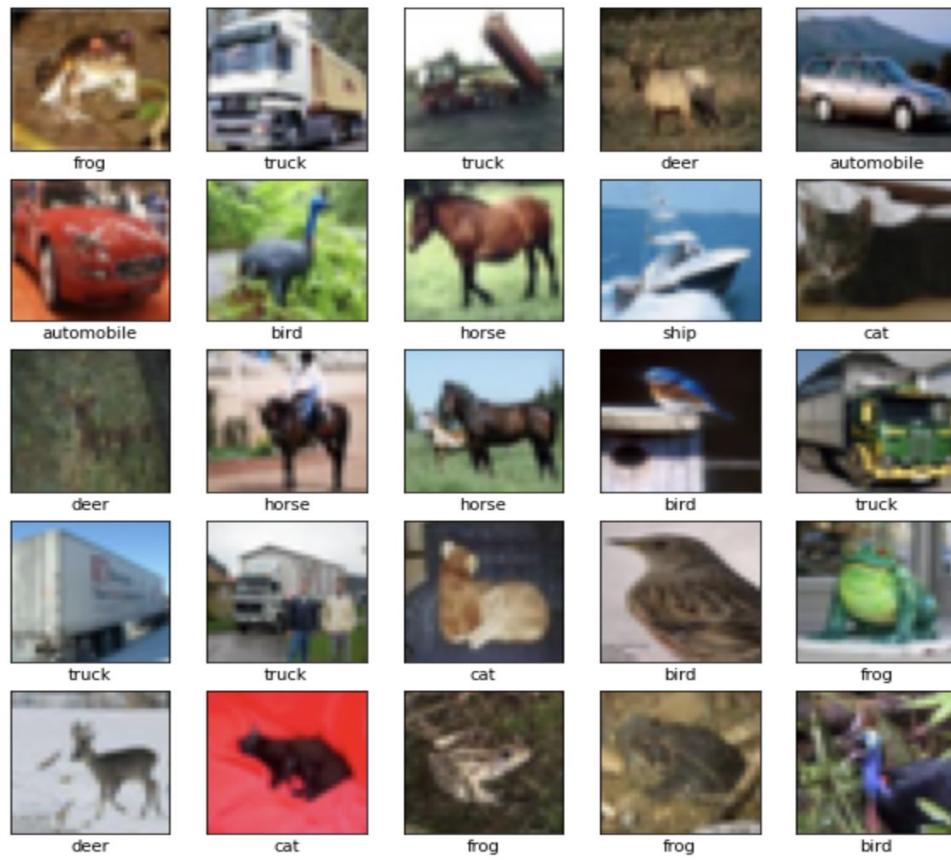 frog truck truck deer automobile
automobile bird horse ship cat
deer horse horse bird truck
truck truck cat bird frog
deer cat frog frog bird